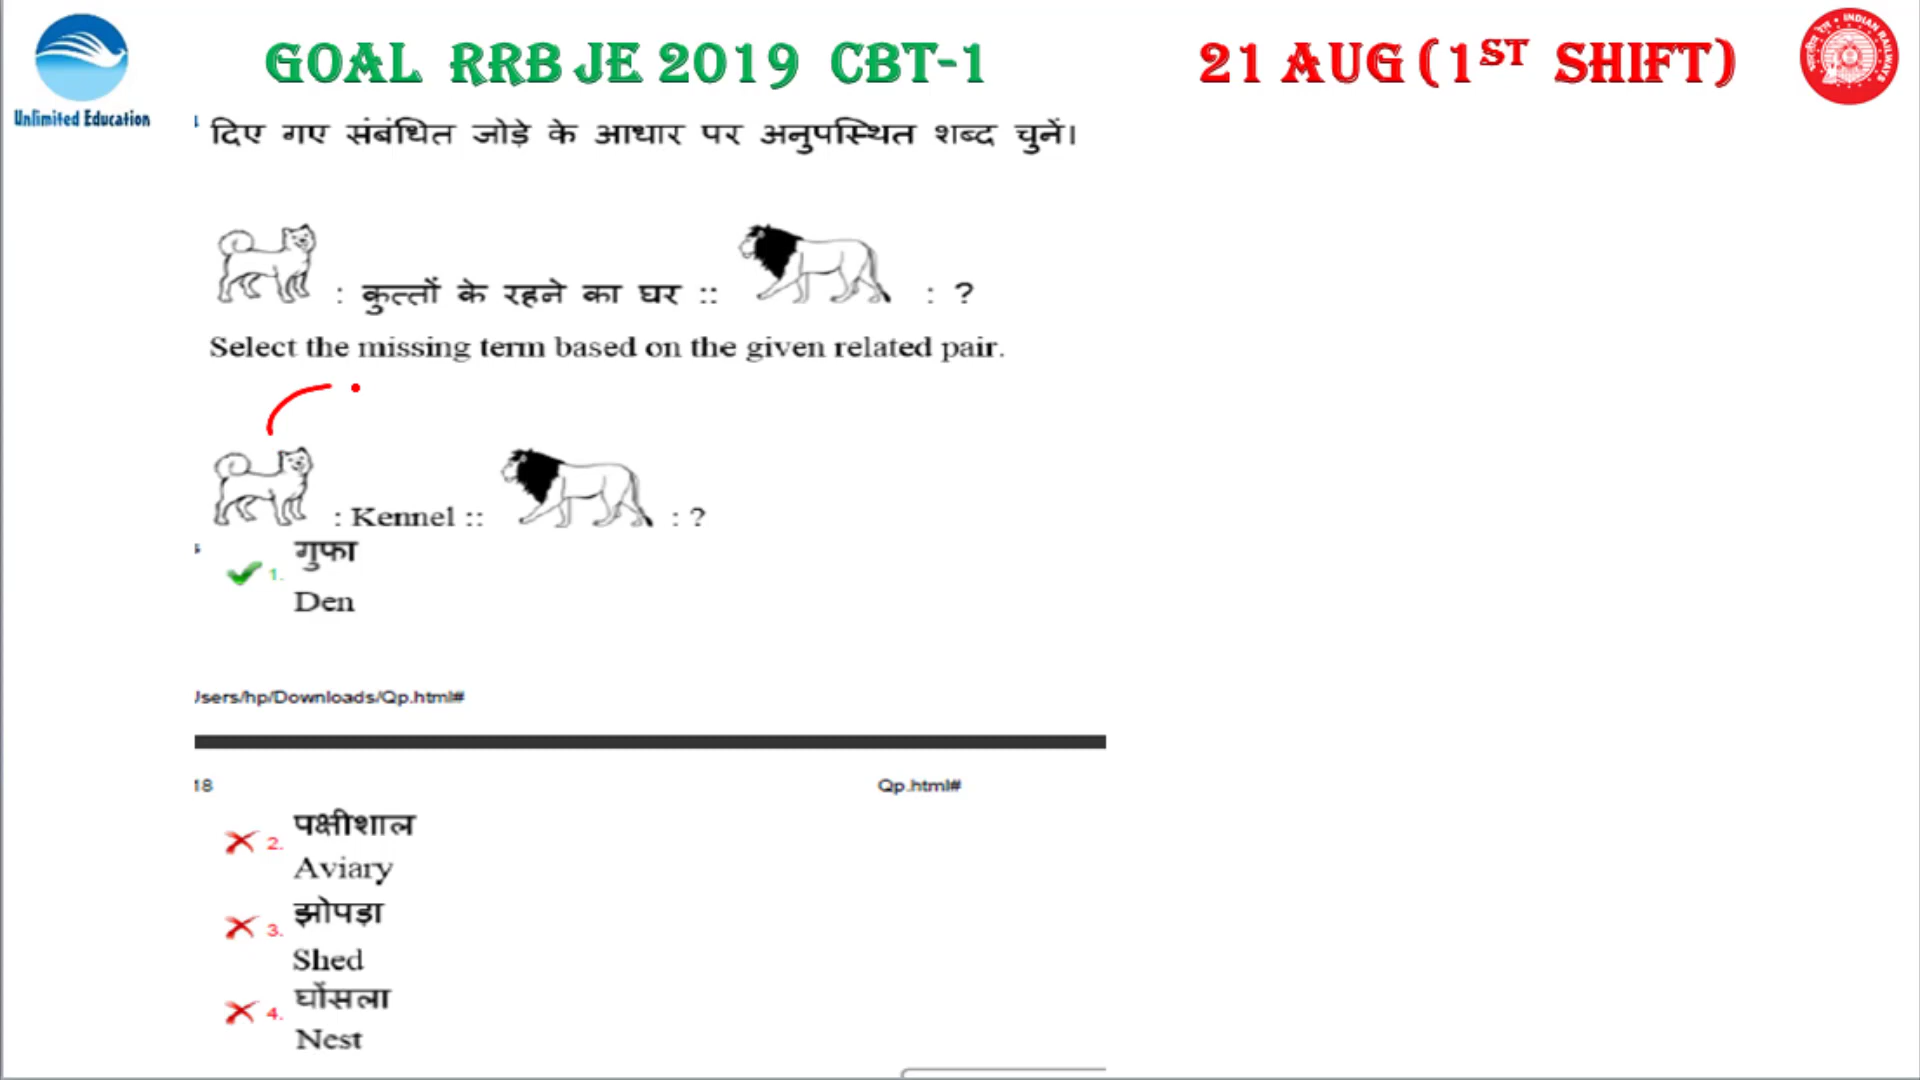 GOAL RRB JE 2019 CBT-1
21 AUG (1ST SHIFT)
Unlimited Education
दिए गए संबंधित जोड़े के आधार पर अनुपस्थित शब्द चुनें।
: कुत्तों के रहने का घर :: : ?
Select the missing term based on the given related pair.
: Kennel :: : ?
गुफा
1.
Den
Users/hp/Downloads/Qp.html#
18 Qp.html#
पक्षीशाल
2.
Aviary
झोपड़ा
3.
Shed
घोंसला
4.
Nest